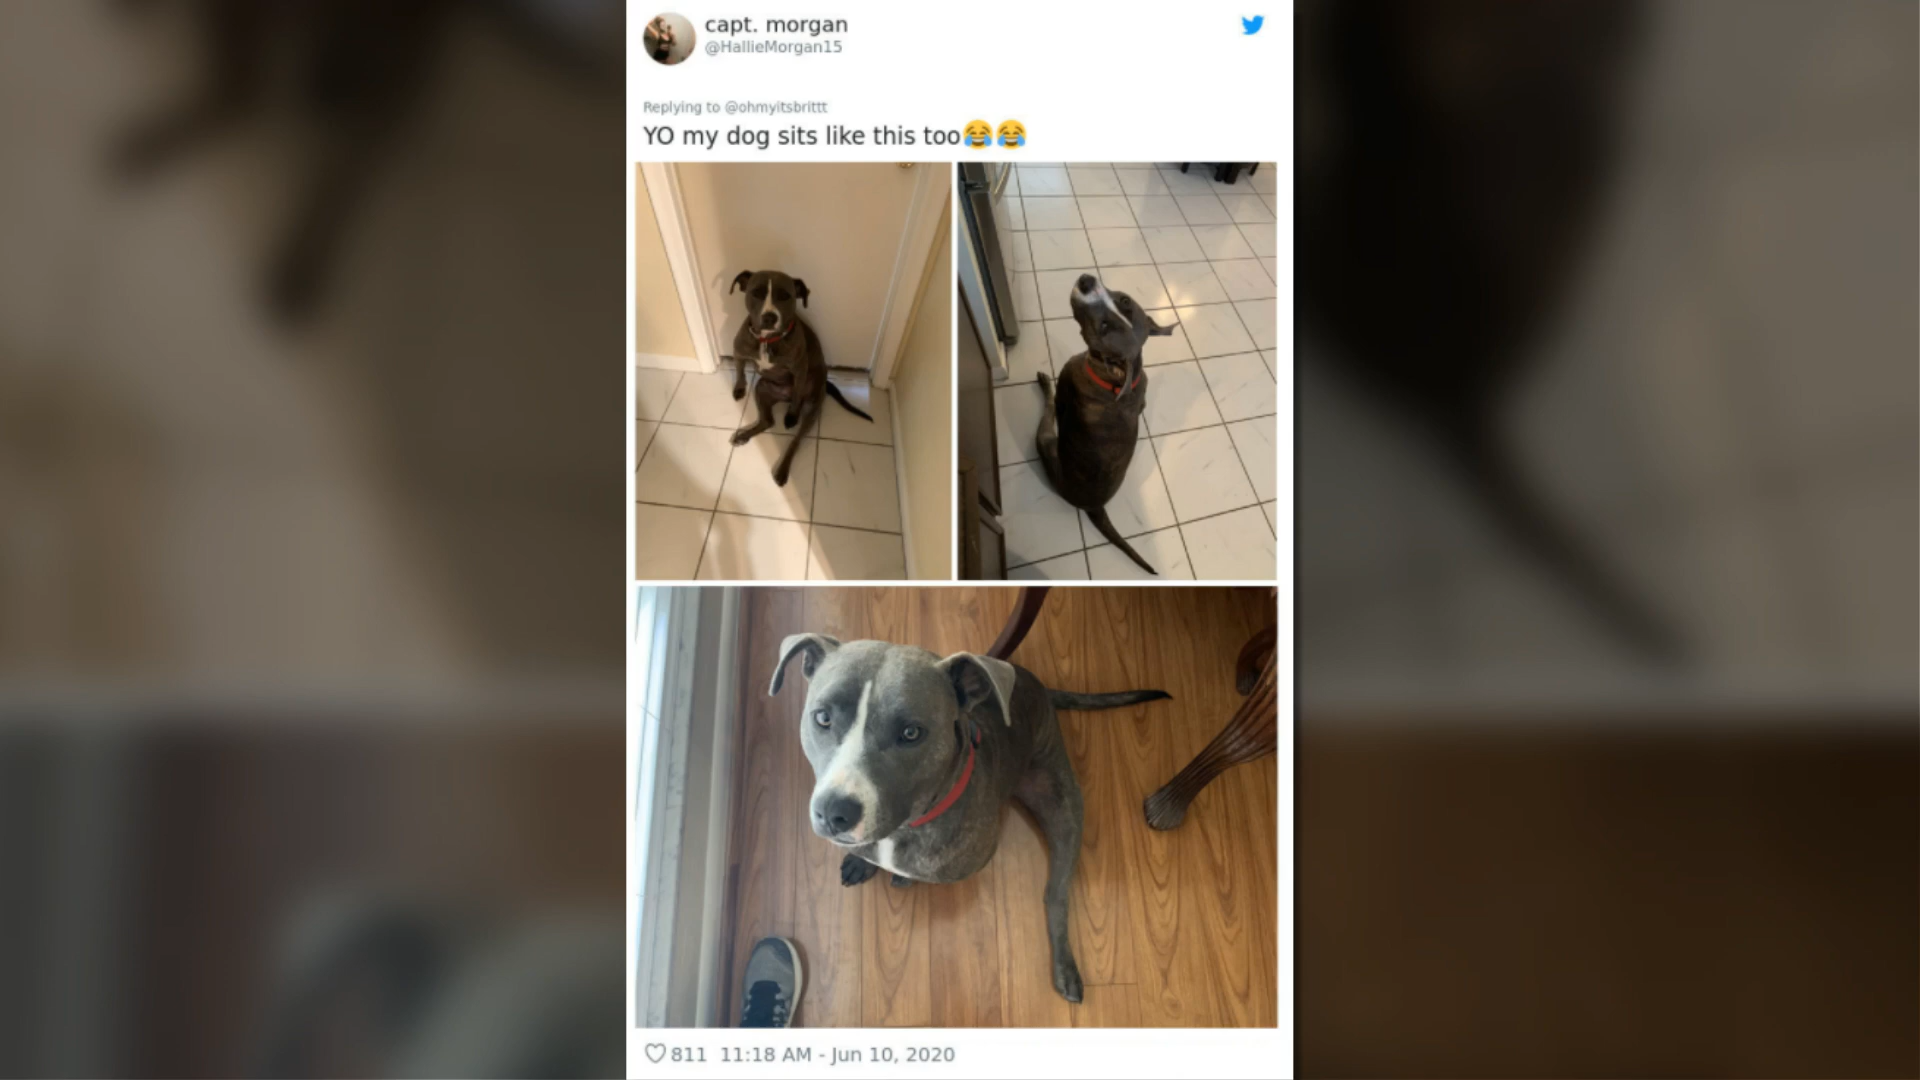 capt. morgan
@HallieMorgan15
Replying to @ohmyitsbrittt
YO my dog sits like this too😂😂
811 11:18 AM - Jun 10, 2020